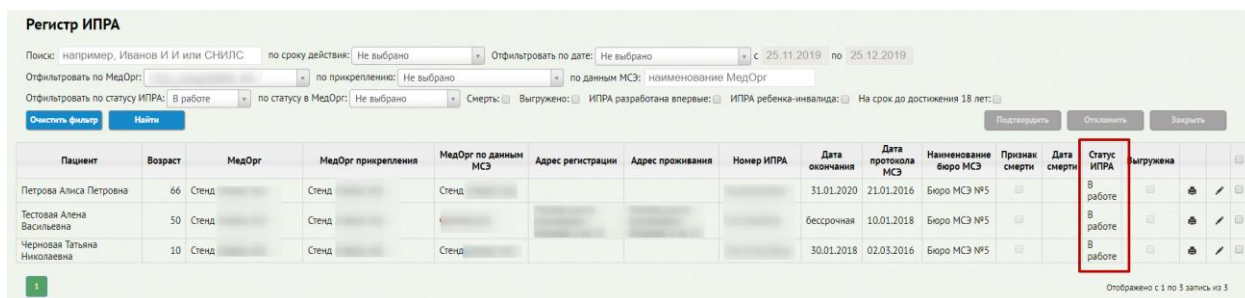 Регистр ИПРА
Поиск: например, Иванов И И или СНИЛС по сроку действия: Не выбрано Отфильтровать по дате: Не выбрано с 25.11.2019 по 25.12.2019
Отфильтровать по МедОрг: по прикреплению: Не выбрано по данным МСЭ: наименование МедОрг
Отфильтровать по статусу ИПРА: В работе по статусу в МедОрг: Не выбрано Смерть: Выгружено: ИПРА разработана впервые: ИПРА ребенка-инвалида: На срок до достижения 18 лет:
Очистить фильтр Найти Подтвердить Отклонить Закрыть
Пациент Возраст МедОрг МедОрг прикрепления МедОрг по данным МСЭ Адрес регистрации Адрес проживания Номер ИПРА Дата окончания Дата протокола МСЭ Наименование бюро МСЭ Признак смерти Дата смерти Статус ИПРА Выгружена
Петрова Алиса Петровна 66 Стенд Стенд Стенд 31.01.2020 21.01.2016 Бюро МСЭ №5 В работе
Тестовая Алена Васильевна 50 Стенд Стенд бессрочная 10.01.2018 Бюро МСЭ №5 В работе
Черновая Татьяна Николаевна 10 Стенд Стенд Стенд 30.01.2018 02.03.2016 Бюро МСЭ №5 В работе
1 Отображено с 1 по 3 запись из 3